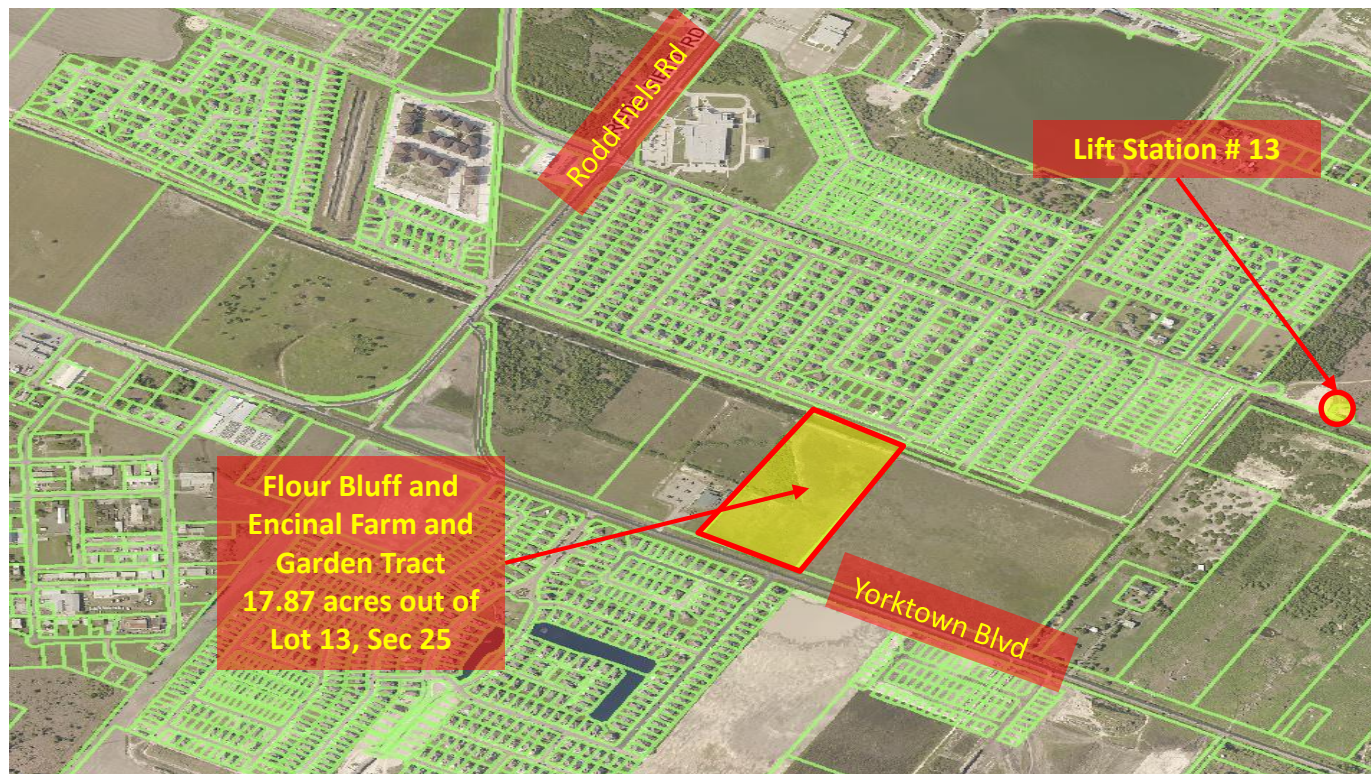 Rodd Fiels Rd
RD
Lift Station # 13
Flour Bluff and
Encinal Farm and
Garden Tract
17.87 acres out of
Lot 13, Sec 25
Yorktown Blvd